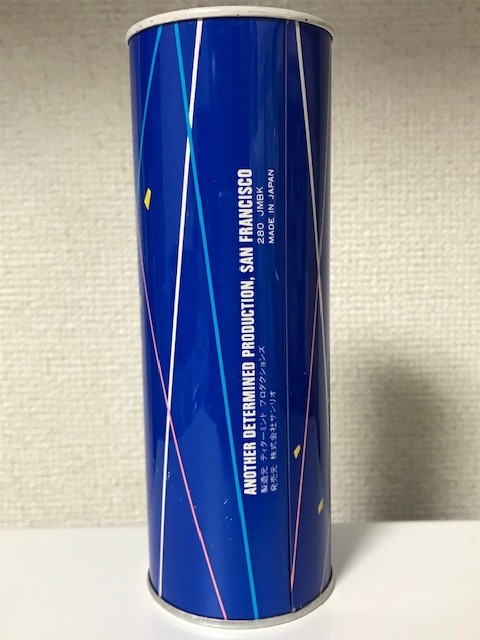 ANOTHER DETERMINED PRODUCTION, SAN FRANCISCO
280 JMBK
製造元 ディターミンド プロダクションズ
MADE IN JAPAN
発売元 株式会社サンリオ